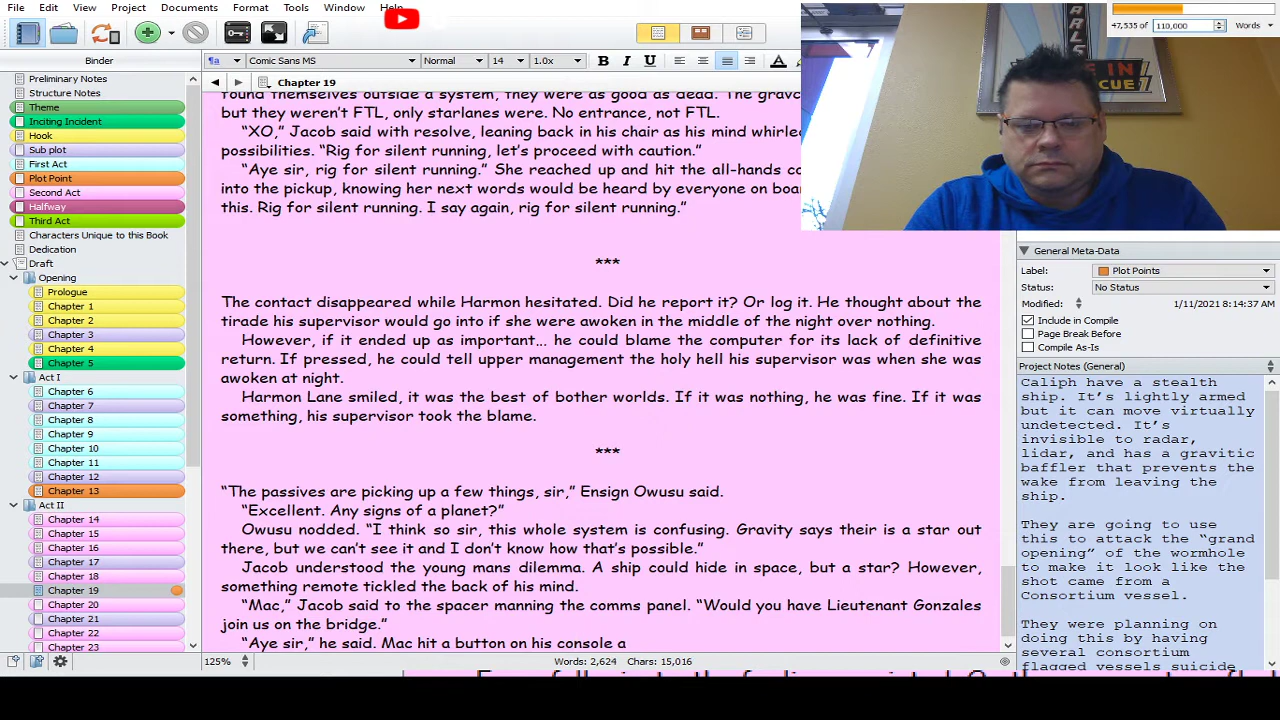 File Edit View Project Documents Format Tools Window Help
47,535 of 110,000 Words
Binder
Comic Sans MS Normal 14 1.0x B I U A
Preliminary Notes
Structure Notes
Theme
Inciting Incident
Hook
Sub plot
First Act
Plot Point
Second Act
Halfway
Third Act
Characters Unique to this Book
Dedication
Draft
Opening
Prologue
Chapter 1
Chapter 2
Chapter 3
Chapter 4
Chapter 5
Act I
Chapter 6
Chapter 7
Chapter 8
Chapter 9
Chapter 10
Chapter 11
Chapter 12
Chapter 13
Act II
Chapter 14
Chapter 15
Chapter 16
Chapter 17
Chapter 18
Chapter 19
Chapter 20
Chapter 21
Chapter 22
Chapter 23
Chapter 19
found themselves outside a system, they were as good as dead. The gravc
but they weren't FTL, only starlanes were. No entrance, not FTL.
“XO,” Jacob said with resolve, leaning back in his chair as his mind whirled
possibilities. “Rig for silent running, let's proceed with caution.”
“Aye sir, rig for silent running.” She reached up and hit the all-hands co
into the pickup, knowing her next words would be heard by everyone on boar
this. Rig for silent running. I say again, rig for silent running.”
***
The contact disappeared while Harmon hesitated. Did he report it? Or log it. He thought about the
tirade his supervisor would go into if she were awoken in the middle of the night over nothing.
However, if it ended up as important... he could blame the computer for its lack of definitive
return. If pressed, he could tell upper management the holy hell his supervisor was when she was
awoken at night.
Harmon Lane smiled, it was the best of bother worlds. If it was nothing, he was fine. If it was
something, his supervisor took the blame.
***
“The passives are picking up a few things, sir,” Ensign Owusu said.
“Excellent. Any signs of a planet?”
Owusu nodded. “I think so sir, this whole system is confusing. Gravity says their is a star out
there, but we can't see it and I don't know how that's possible.”
Jacob understood the young mans dilemma. A ship could hide in space, but a star? However,
something remote tickled the back of his mind.
“Mac,” Jacob said to the spacer manning the comms panel. “Would you have Lieutenant Gonzales
join us on the bridge.”
“Aye sir,” he said. Mac hit a button on his console a
125%
Words: 2,624 Chars: 15,016
General Meta-Data
Label: Plot Points
Status: No Status
Modified: 1/11/2021 8:14:37 AM
Include in Compile
Page Break Before
Compile As-Is
Project Notes (General)
Caliph have a stealth
ship. It's lightly armed
but it can move virtually
undetected. It's
invisible to radar,
lidar, and has a gravitic
baffler that prevents the
wake from leaving the
ship.
They are going to use
this to attack the “grand
opening” of the wormhole
to make it look like the
shot came from a
Consortium vessel.
They were planning on
doing this by having
several consortium
flagged vessels suicide